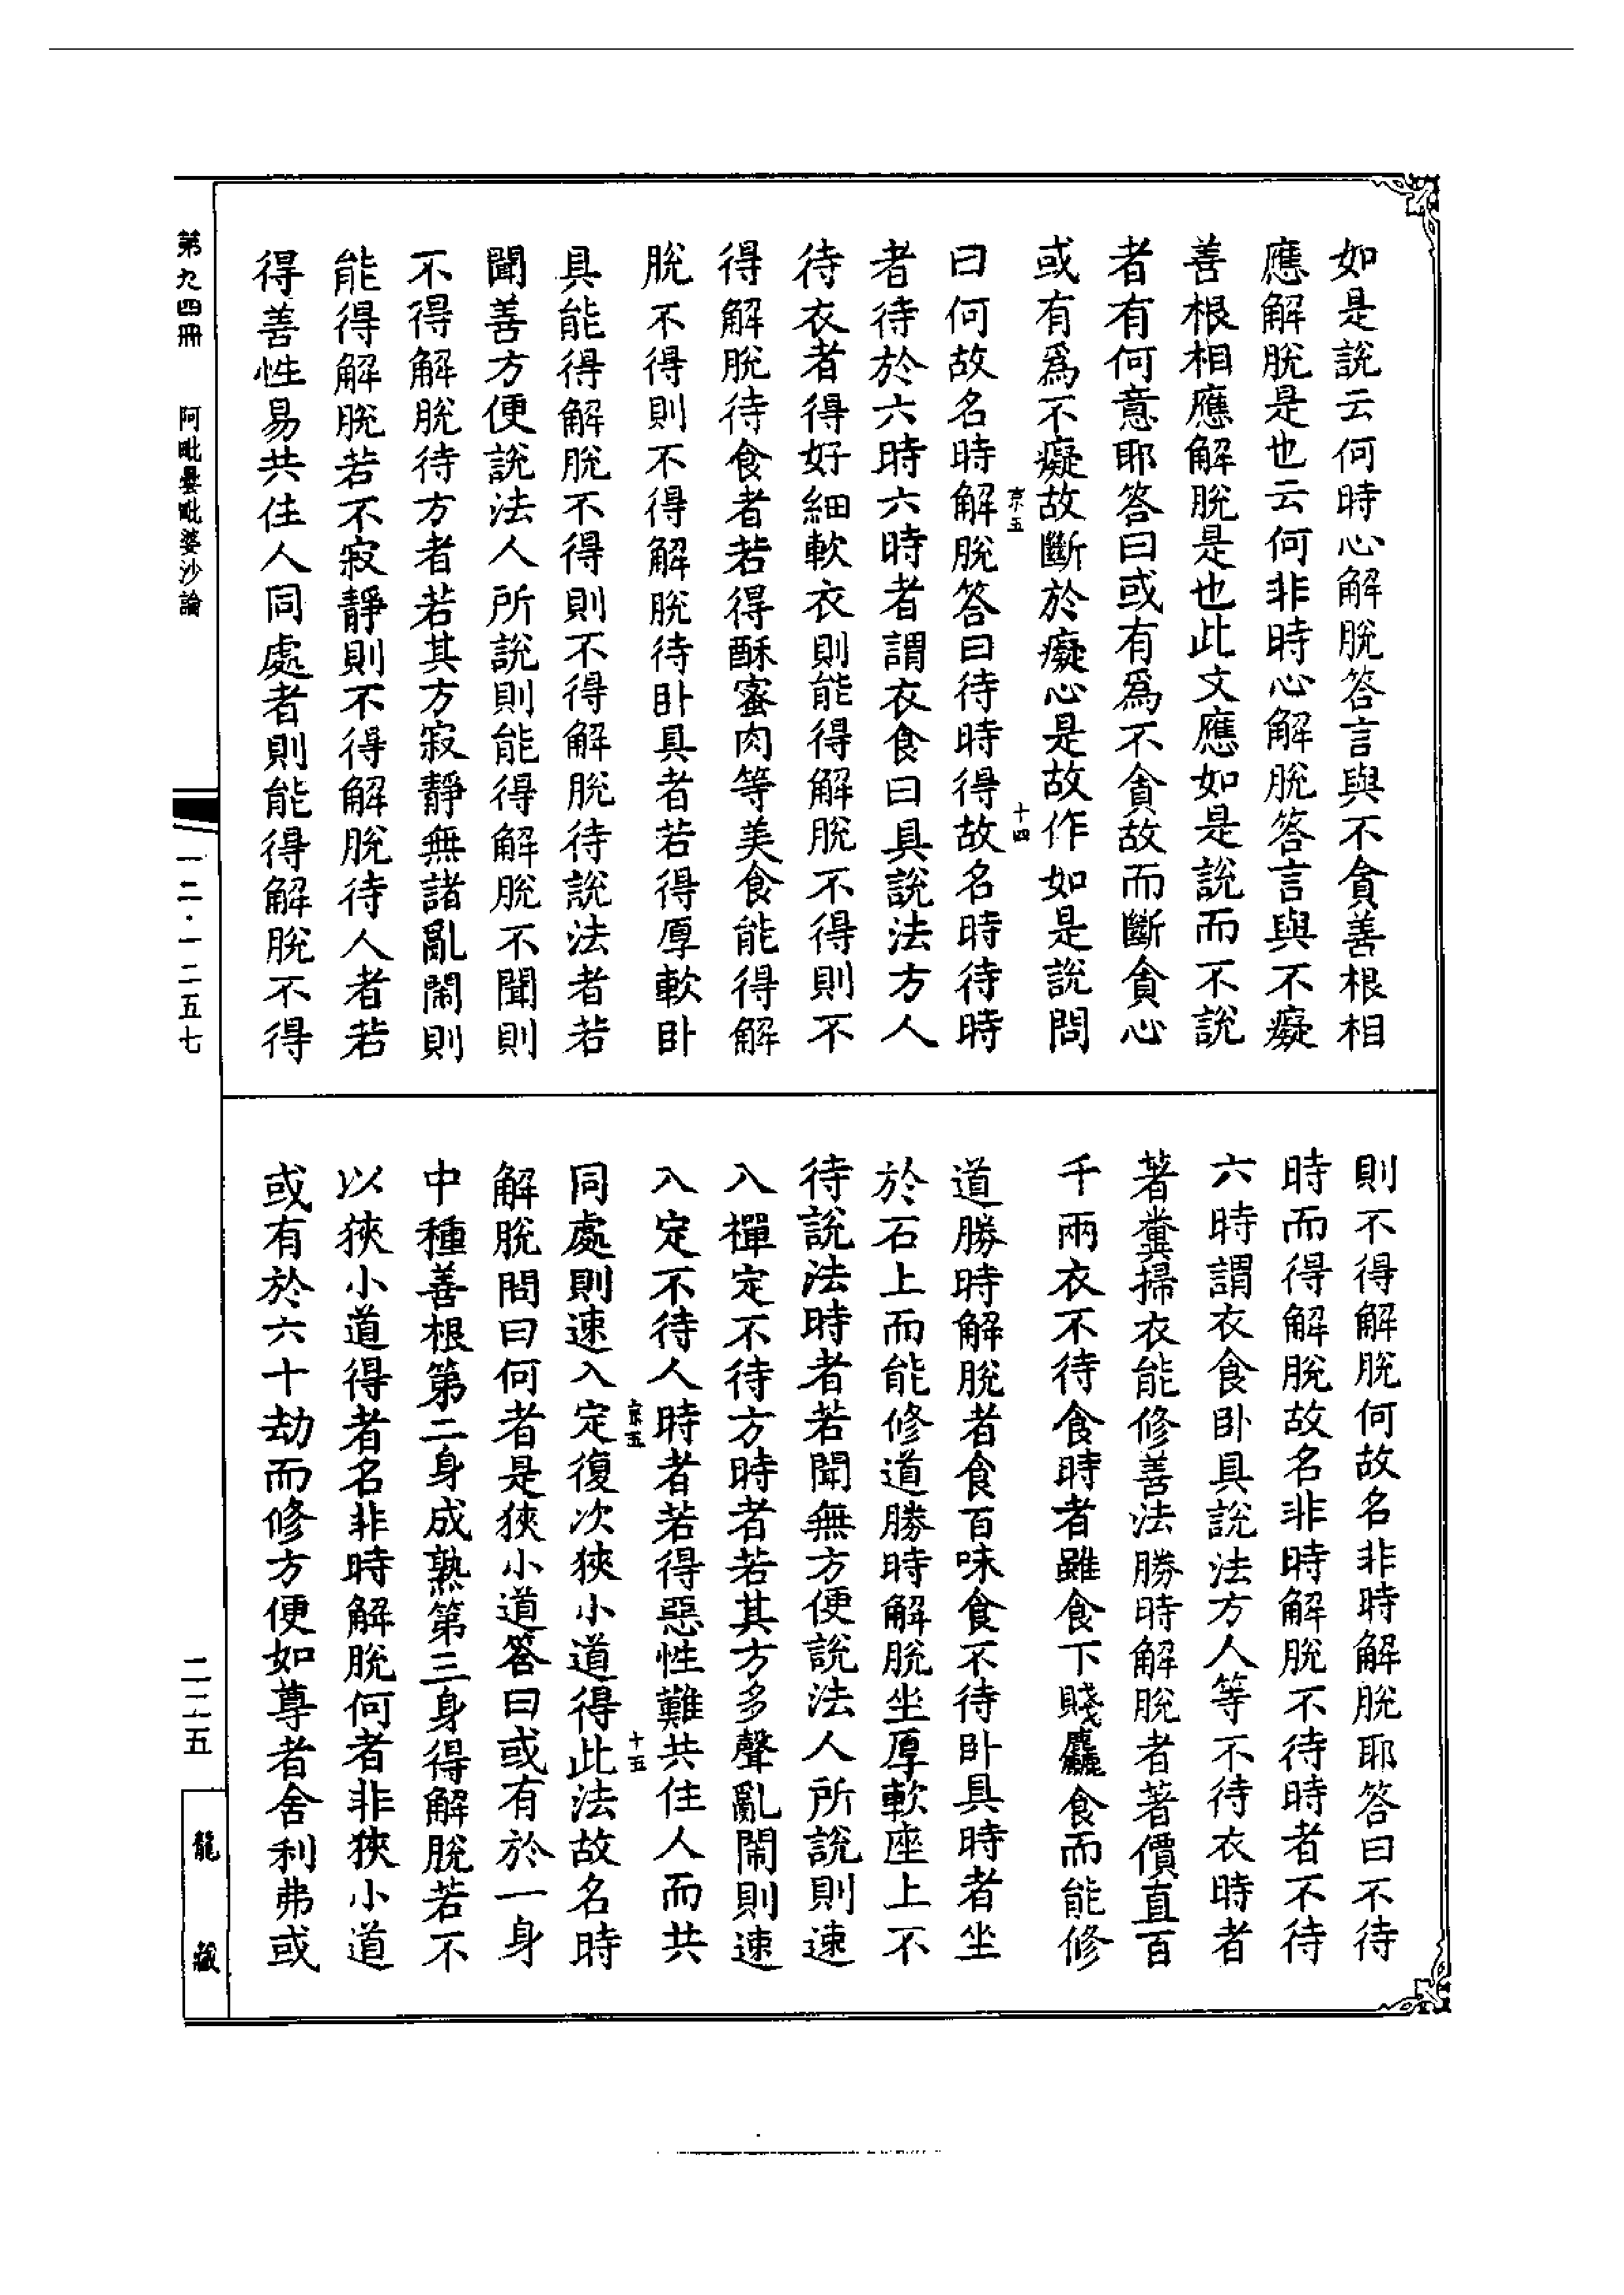 如是說云何時心解脫答言與不貪善根相
應解脫是也云何非時心解脫答言與不癡
善根相應解脫是也此文應如是說而不說
者有何意耶答曰或有爲不貪故而斷貪心
或有爲不癡故斷於癡心是故作如是說問
京五
十四
曰何故名時解脫答曰待時得故名時待時
者待於六時六時者謂衣食曰具說法方人
待衣者得好細軟衣則能得解脫不得則不
得解脫待食者若得酥蜜肉等美食能得解
脫不得則不得解脫待卧具者若得厚軟卧
具能得解脫不得則不得解脫待說法者若
聞善方便說法人所說則能得解脫不聞則
不得解脫待方者若其方寂靜無諸亂鬧則
能得解脫若不寂靜則不得解脫待人者若
得善性易共住人同處者則能得解脫不得
則不得解脫何故名非時解脫耶答曰不待
時而得解脫故名非時解脫不待時者不待
六時謂衣食卧具說法方人等不待衣時者
著糞掃衣能修善法勝時解脫者著價直百
千兩衣不待食時者雖食下賤麤食而能修
道勝時解脫者食百味食不待卧具時者坐
於石上而能修道勝時解脫坐厚軟座上不
待說法時者若聞無方便說法人所說則速
入禪定不待方時者若其方多聲亂鬧則速
入定不待人時者若得惡性難共住人而共
京五
十五
同處則速入定復次狹小道得此法故名時
解脫問曰何者是狹小道答曰或有於一身
中種善根第二身成熟第三身得解脫若不
以狹小道得者名非時解脫何者非狹小道
或有於六十劫而修方便如尊者舍利弗或
第九四冊
阿毗曇毗婆沙論
一二·一二五七
二二五
龍藏